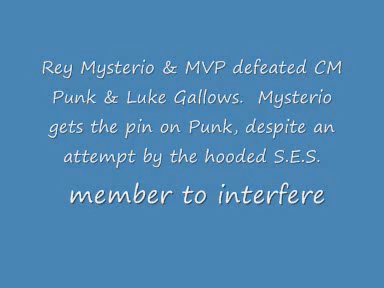 Rey Mysterio & MVP defeated CM
Punk & Luke Gallows. Mysterio
gets the pin on Punk, despite an
attempt by the hooded S.E.S.
member to interfere